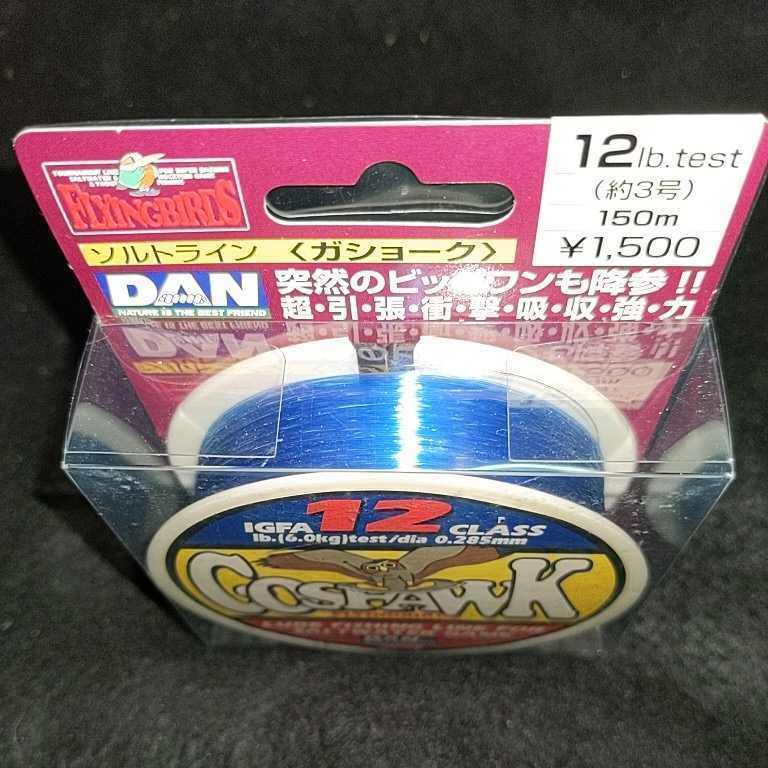 FLYINGBIRDS
12lb.test
(約3号)
150m
¥1,500
ソルトライン 〈ガショーク〉
DAN
NATURE IS THE BEST FRIEND
突然のビッグワンも降参!!
超・引・張・衝・撃・吸・収・強・力
IGFA 12 CLASS
lb.(6.0kg)test/dia 0.285mm
COSFAWK